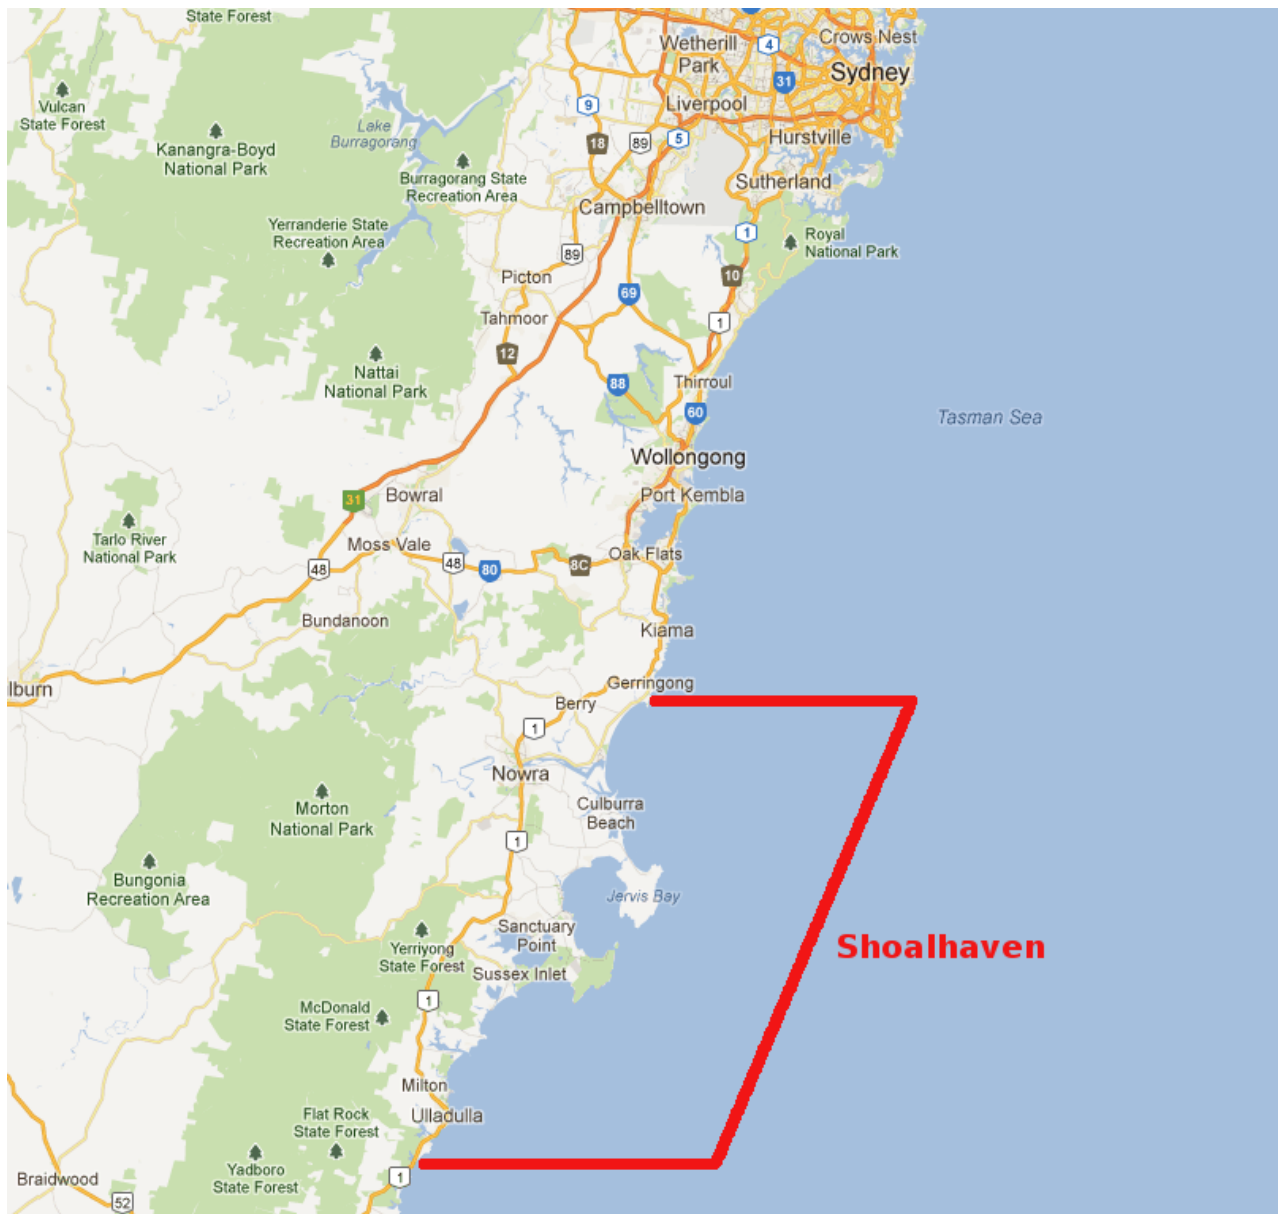 State Forest
Crows Nest
Wetherill
Park
4
Sydney
31
Vulcan
State Forest
9
Liverpool
Lake
Burragorang
Kanangra-Boyd
National Park
18
89
5
Hurstville
Burragorang State
Recreation Area
Sutherland
Campbelltown
Yerranderie State
Recreation Area
1
Royal
National Park
89
10
Picton
69
Tahmoor
1
12
Nattai
National Park
88
Thirroul
60
Tasman Sea
Wollongong
31
Bowral
Port Kembla
Tarlo River
National Park
Moss Vale
48
48
80
8C
Oak Flats
Bundanoon
Kiama
lburn
Gerringong
Berry
1
Nowra
Morton
National Park
Culburra
Beach
1
Bungonia
Recreation Area
Jervis Bay
Sanctuary
Point
Yerriyong
State Forest
Shoalhaven
Sussex Inlet
1
McDonald
State Forest
Milton
Flat Rock
State Forest
Ulladulla
Yadboro
State Forest
1
Braidwood
52